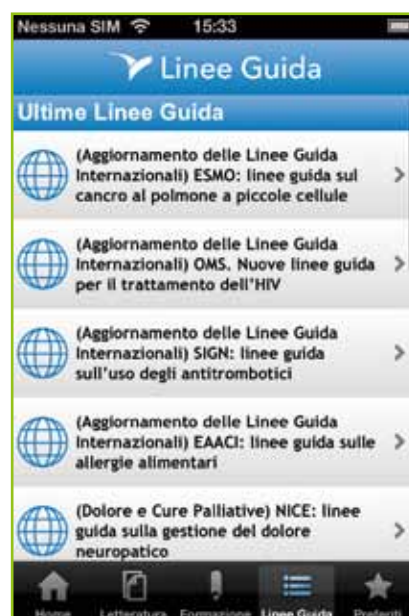 Nessuna SIM 15:33
Linee Guida
Ultime Linee Guida
(Aggiornamento delle Linee Guida
Internazionali) ESMO: linee guida sul
cancro al polmone a piccole cellule
(Aggiornamento delle Linee Guida
Internazionali) OMS. Nuove linee guida
per il trattamento dell'HIV
(Aggiornamento delle Linee Guida
Internazionali) SIGN: linee guida
sull'uso degli antitrombotici
(Aggiornamento delle Linee Guida
Internazionali) EAACI: linee guida sulle
allergie alimentari
(Dolore e Cure Palliative) NICE: linee
guida sulla gestione del dolore
neuropatico
Home Letteratura Formazione Linee Guida Preferiti